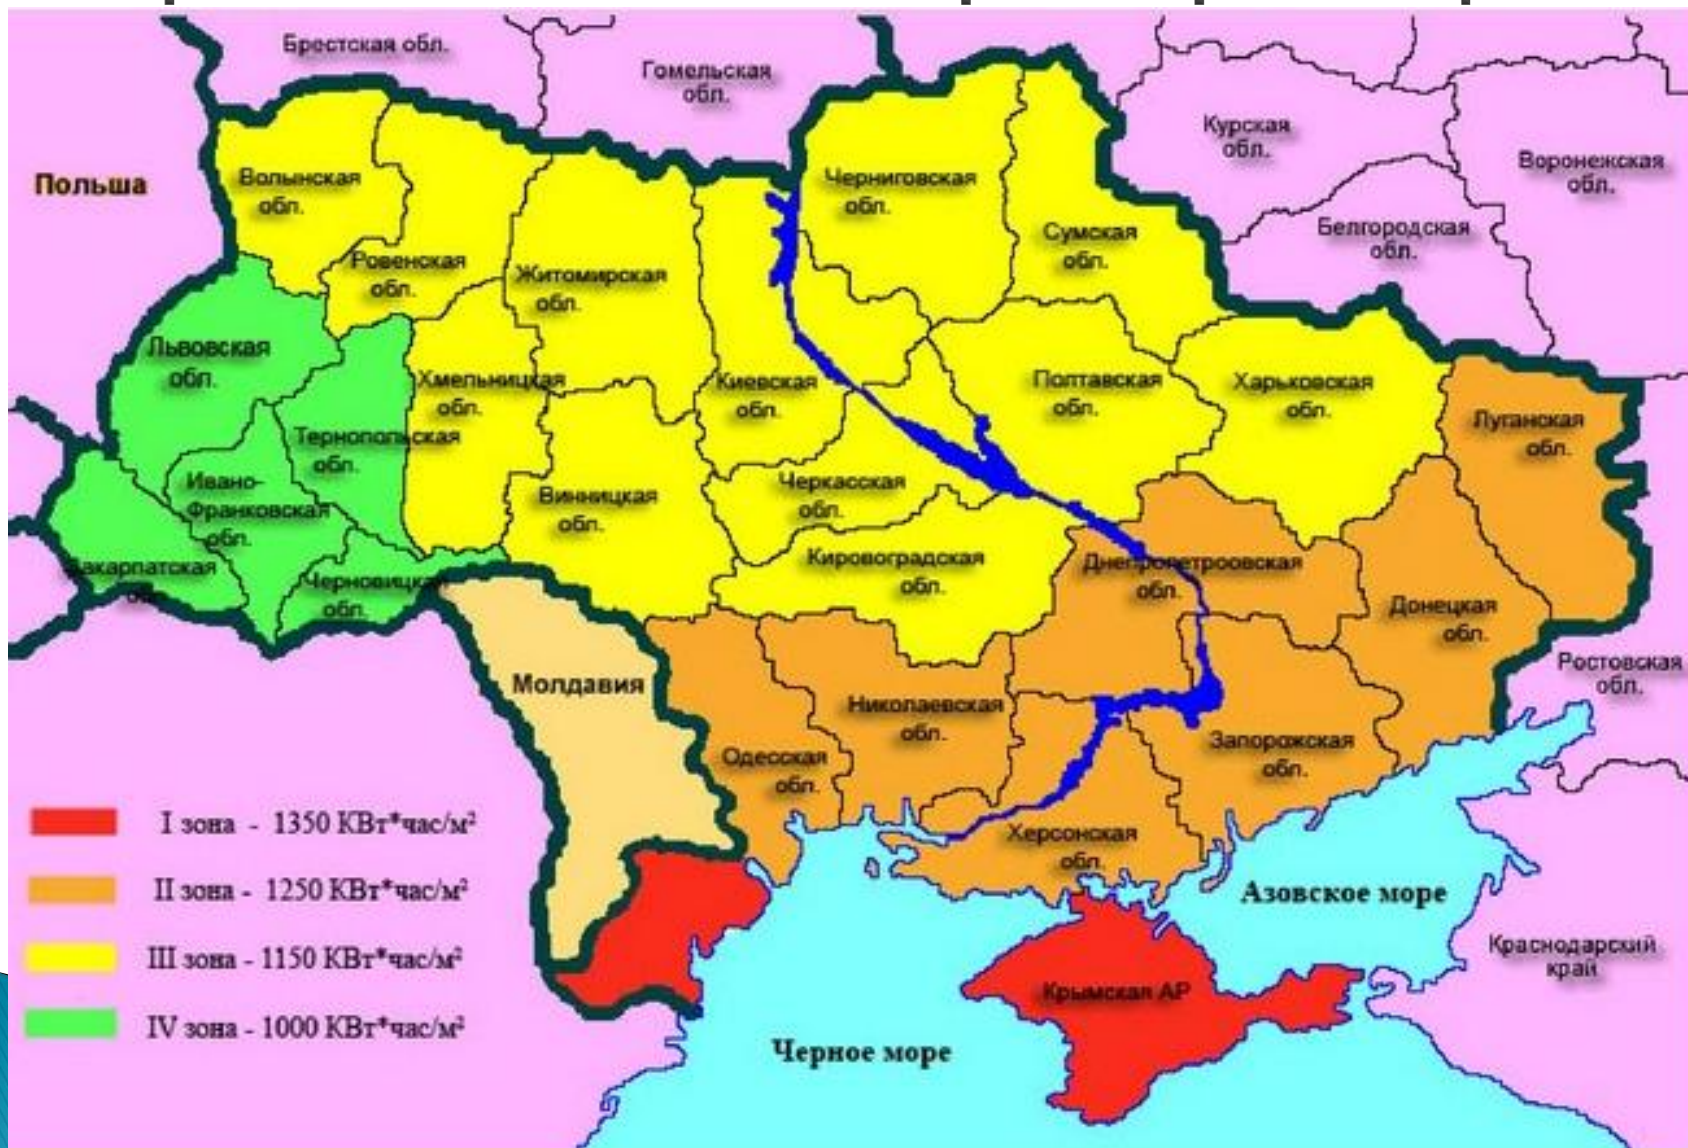 Брестская обл.
Гомельская
обл.
Курская
обл.
Воронежская
обл.
Польша
Волынская
обл.
Черниговская
обл.
Белгородская
обл.
Сумская
обл.
Ровенская
обл.
Житомирская
обл.
Львовская
обл.
Хмельницкая
обл.
Киевская
обл.
Полтавская
обл.
Харьковская
обл.
Луганская
обл.
Тернопольская
обл.
Ивано-
Франковская
обл.
Винницкая
обл.
Черкасская
обл.
Кировоградская
обл.
Днепропетроовская
обл.
Закарпатская
обл.
Черновицкая
обл.
Донецкая
обл.
Ростовская
обл.
Молдавия
Николаевская
обл.
Одесская
обл.
Запорожская
обл.
Херсонская
обл.
I зона - 1350 КВт*час/м²
II зона - 1250 КВт*час/м²
III зона - 1150 КВт*час/м²
IV зона - 1000 КВт*час/м²
Азовское море
Краснодарский
край
Крымская АР
Черное море